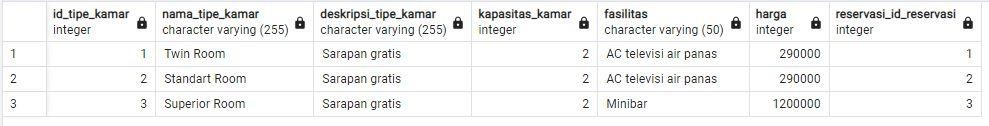 id_tipe_kamar nama_tipe_kamar deskripsi_tipe_kamar kapasitas_kamar fasilitas harga reservasi_id_reservasi
integer character varying (255) character varying (255) integer character varying (50) integer integer
1 1 Twin Room Sarapan gratis 2 AC televisi air panas 290000 1
2 2 Standart Room Sarapan gratis 2 AC televisi air panas 290000 2
3 3 Superior Room Sarapan gratis 2 Minibar 1200000 3